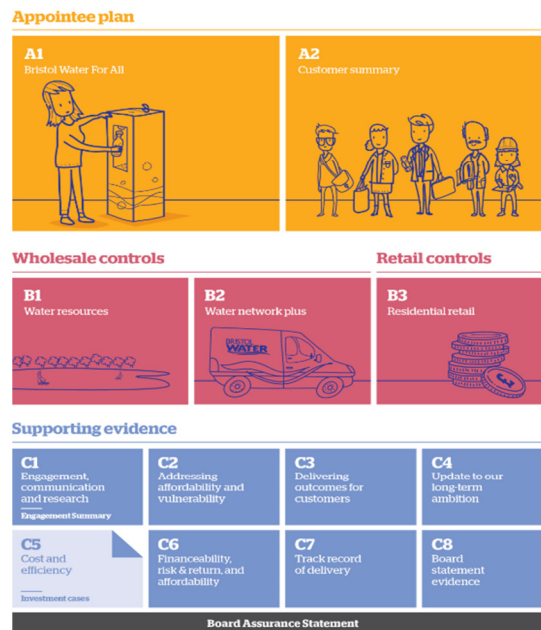 Appointee plan
A1
Bristol Water For All
A2
Customer summary
Wholesale controls
Retail controls
B1
Water resources
B2
Water network plus
BRISTOL
WATER
B3
Residential retail
£
Supporting evidence
C1
Engagement,
communication
and research
Engagement Summary
C2
Addressing
affordability and
vulnerability
C3
Delivering
outcomes for
customers
C4
Update to our
long-term
ambition
C5
Cost and
efficiency
Investment cases
C6
Financeability,
risk & return, and
affordability
C7
Track record
of delivery
C8
Board
statement
evidence
Board Assurance Statement